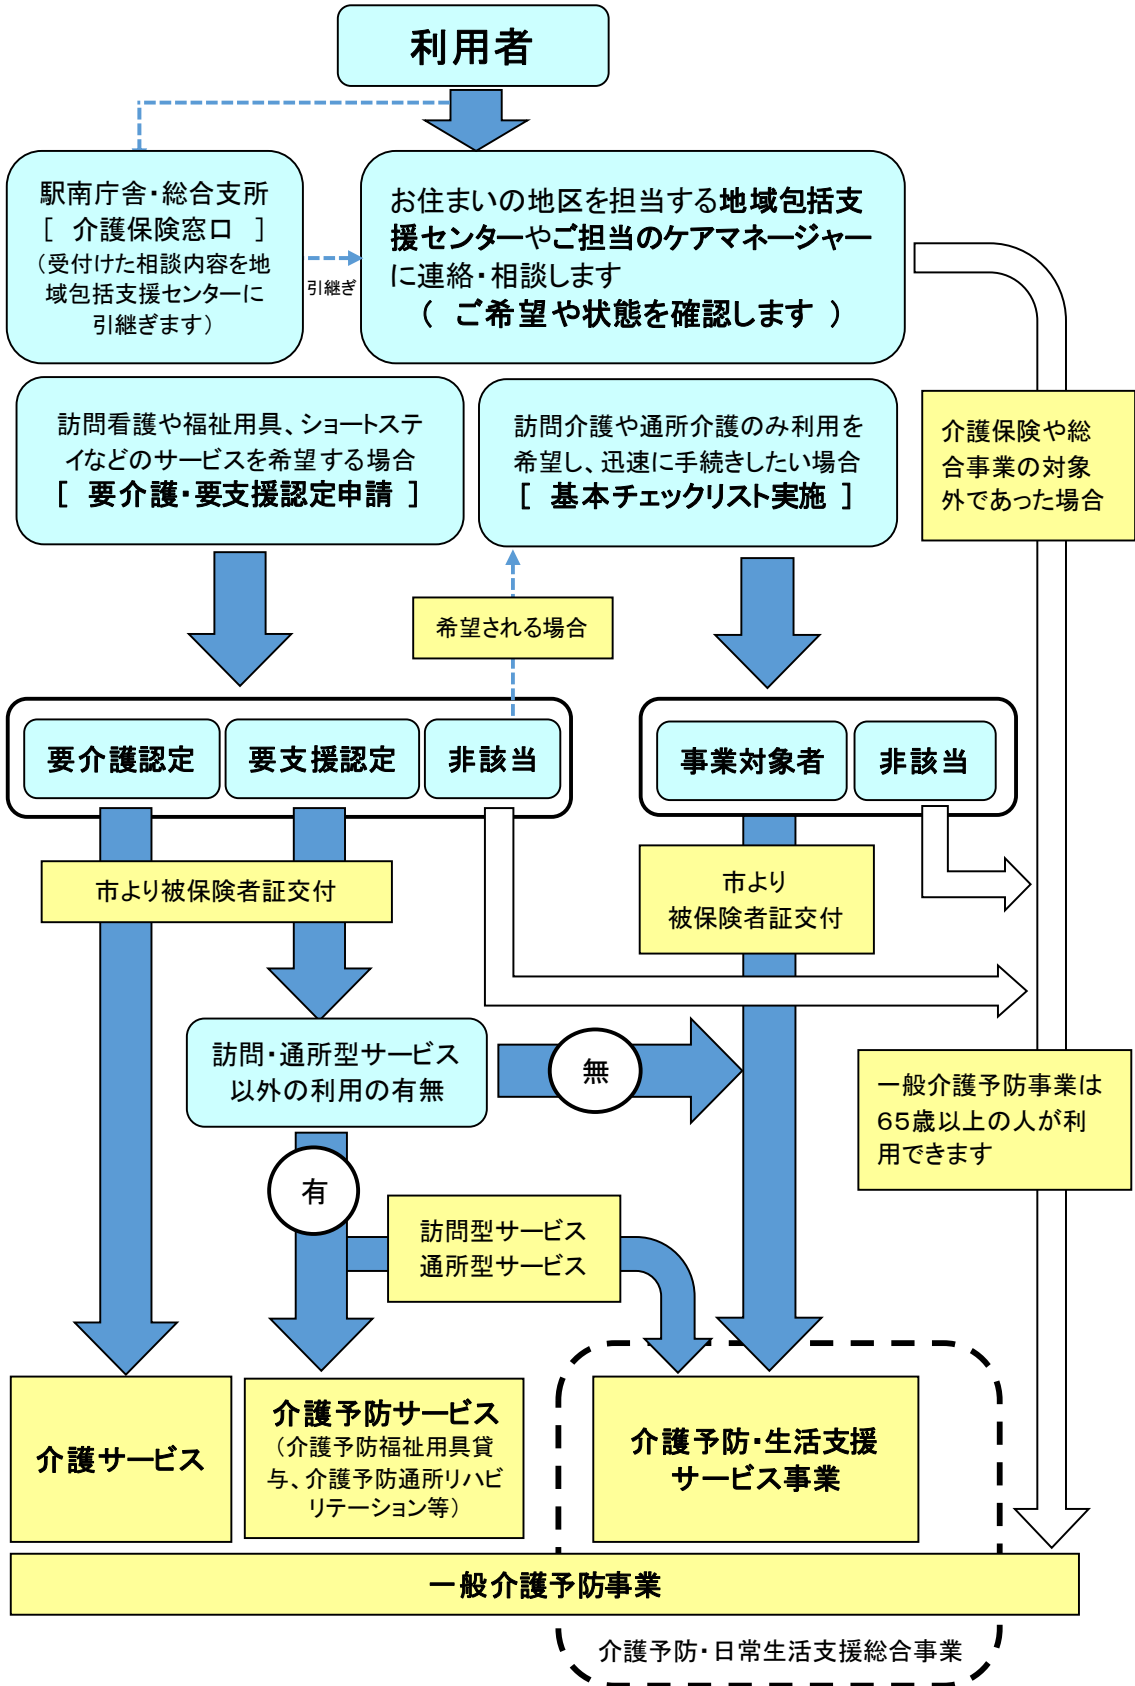 利用者
駅南庁舎・総合支所
［ 介護保険窓口 ］
（受付けた相談内容を地
域包括支援センターに
引継ぎます）
引継ぎ
お住まいの地区を担当する地域包括支
援センターやご担当のケアマネージャー
に連絡・相談します
（ ご希望や状態を確認します ）
訪問看護や福祉用具、ショートステ
イなどのサービスを希望する場合
［ 要介護・要支援認定申請 ］
訪問介護や通所介護のみ利用を
希望し、迅速に手続きしたい場合
［ 基本チェックリスト実施 ］
介護保険や総
合事業の対象
外であった場合
希望される場合
要介護認定
要支援認定
非該当
事業対象者
非該当
市より被保険者証交付
市より
被保険者証交付
訪問・通所型サービス
以外の利用の有無
無
一般介護予防事業は
65歳以上の人が利
用できます
有
訪問型サービス
通所型サービス
介護サービス
介護予防サービス
（介護予防福祉用具貸
与、介護予防通所リハビ
リテーション等）
介護予防・生活支援
サービス事業
一般介護予防事業
介護予防・日常生活支援総合事業